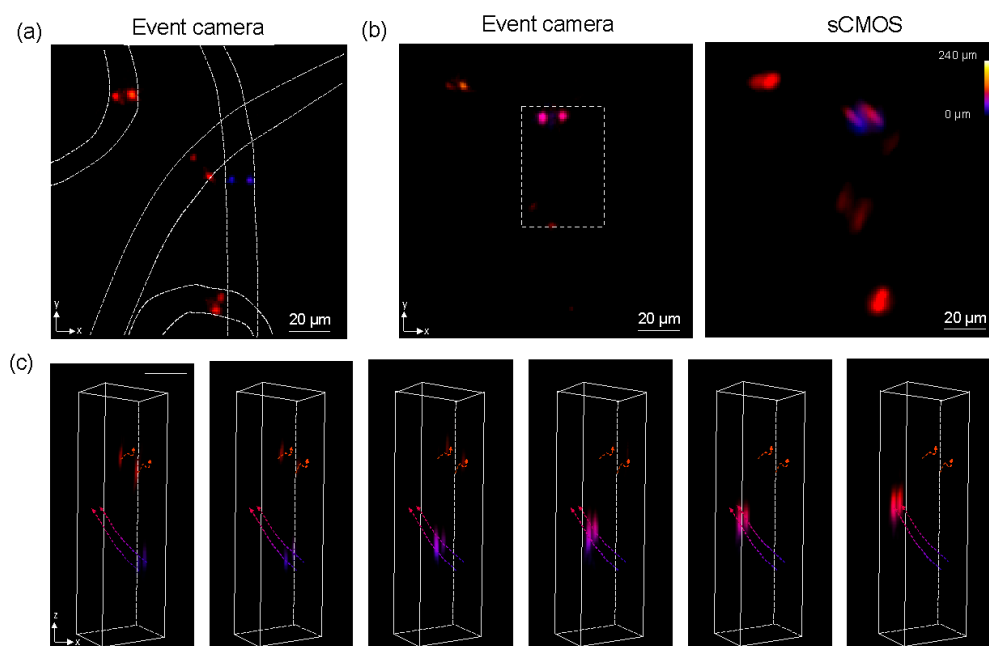 (a)
Event camera
(b)
Event camera
sCMOS
240 µm
0 µm
y
x
20 µm
y
x
20 µm
20 µm
(c)
z
x